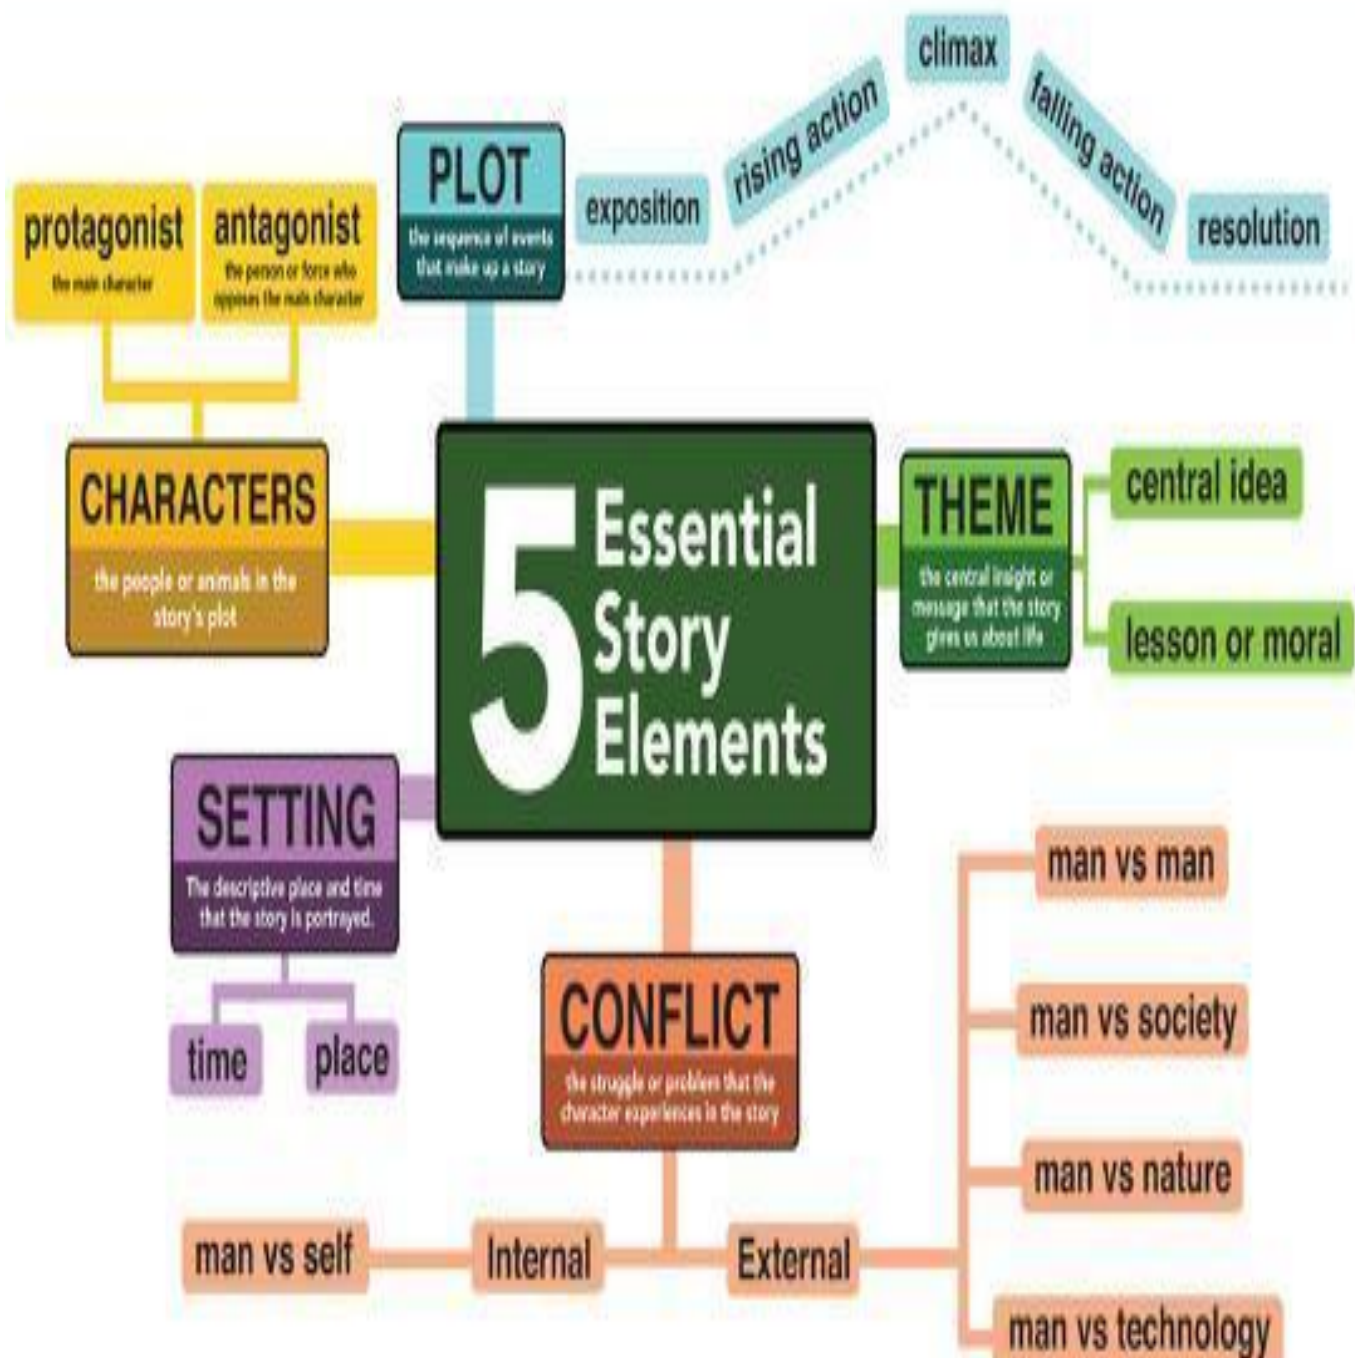 climax
rising action
falling action
exposition
resolution
PLOT
the sequence of events
that make up a story
protagonist
the main character
antagonist
the person or force who
opposes the main character
CHARACTERS
the people or animals in the
story's plot
5
Essential
Story
Elements
THEME
the central insight or
message that the story
gives us about life
central idea
lesson or moral
SETTING
The descriptive place and time
that the story is portrayed.
time
place
CONFLICT
the struggle or problem that the
character experiences in the story
man vs self
Internal
External
man vs man
man vs society
man vs nature
man vs technology